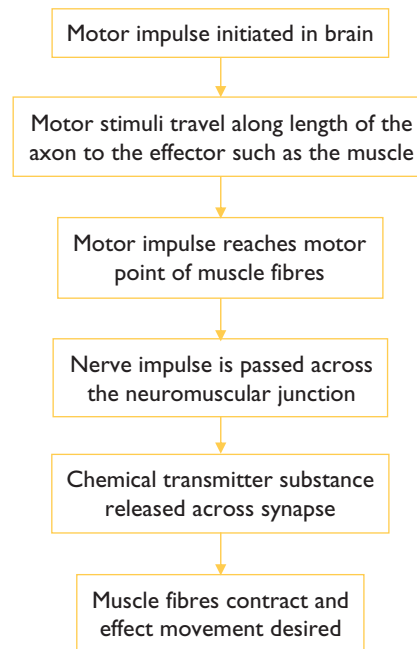 Motor impulse initiated in brain
Motor stimuli travel along length of the
axon to the effector such as the muscle
Motor impulse reaches motor
point of muscle fibres
Nerve impulse is passed across
the neuromuscular junction
Chemical transmitter substance
released across synapse
Muscle fibres contract and
effect movement desired